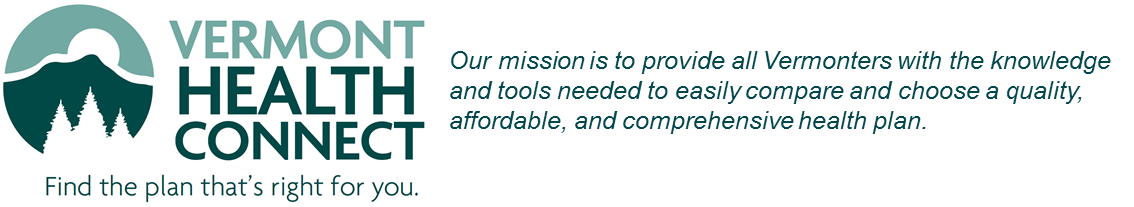 VERMONT
HEALTH
CONNECT
Find the plan that's right for you.
Our mission is to provide all Vermonters with the knowledge
and tools needed to easily compare and choose a quality,
affordable, and comprehensive health plan.